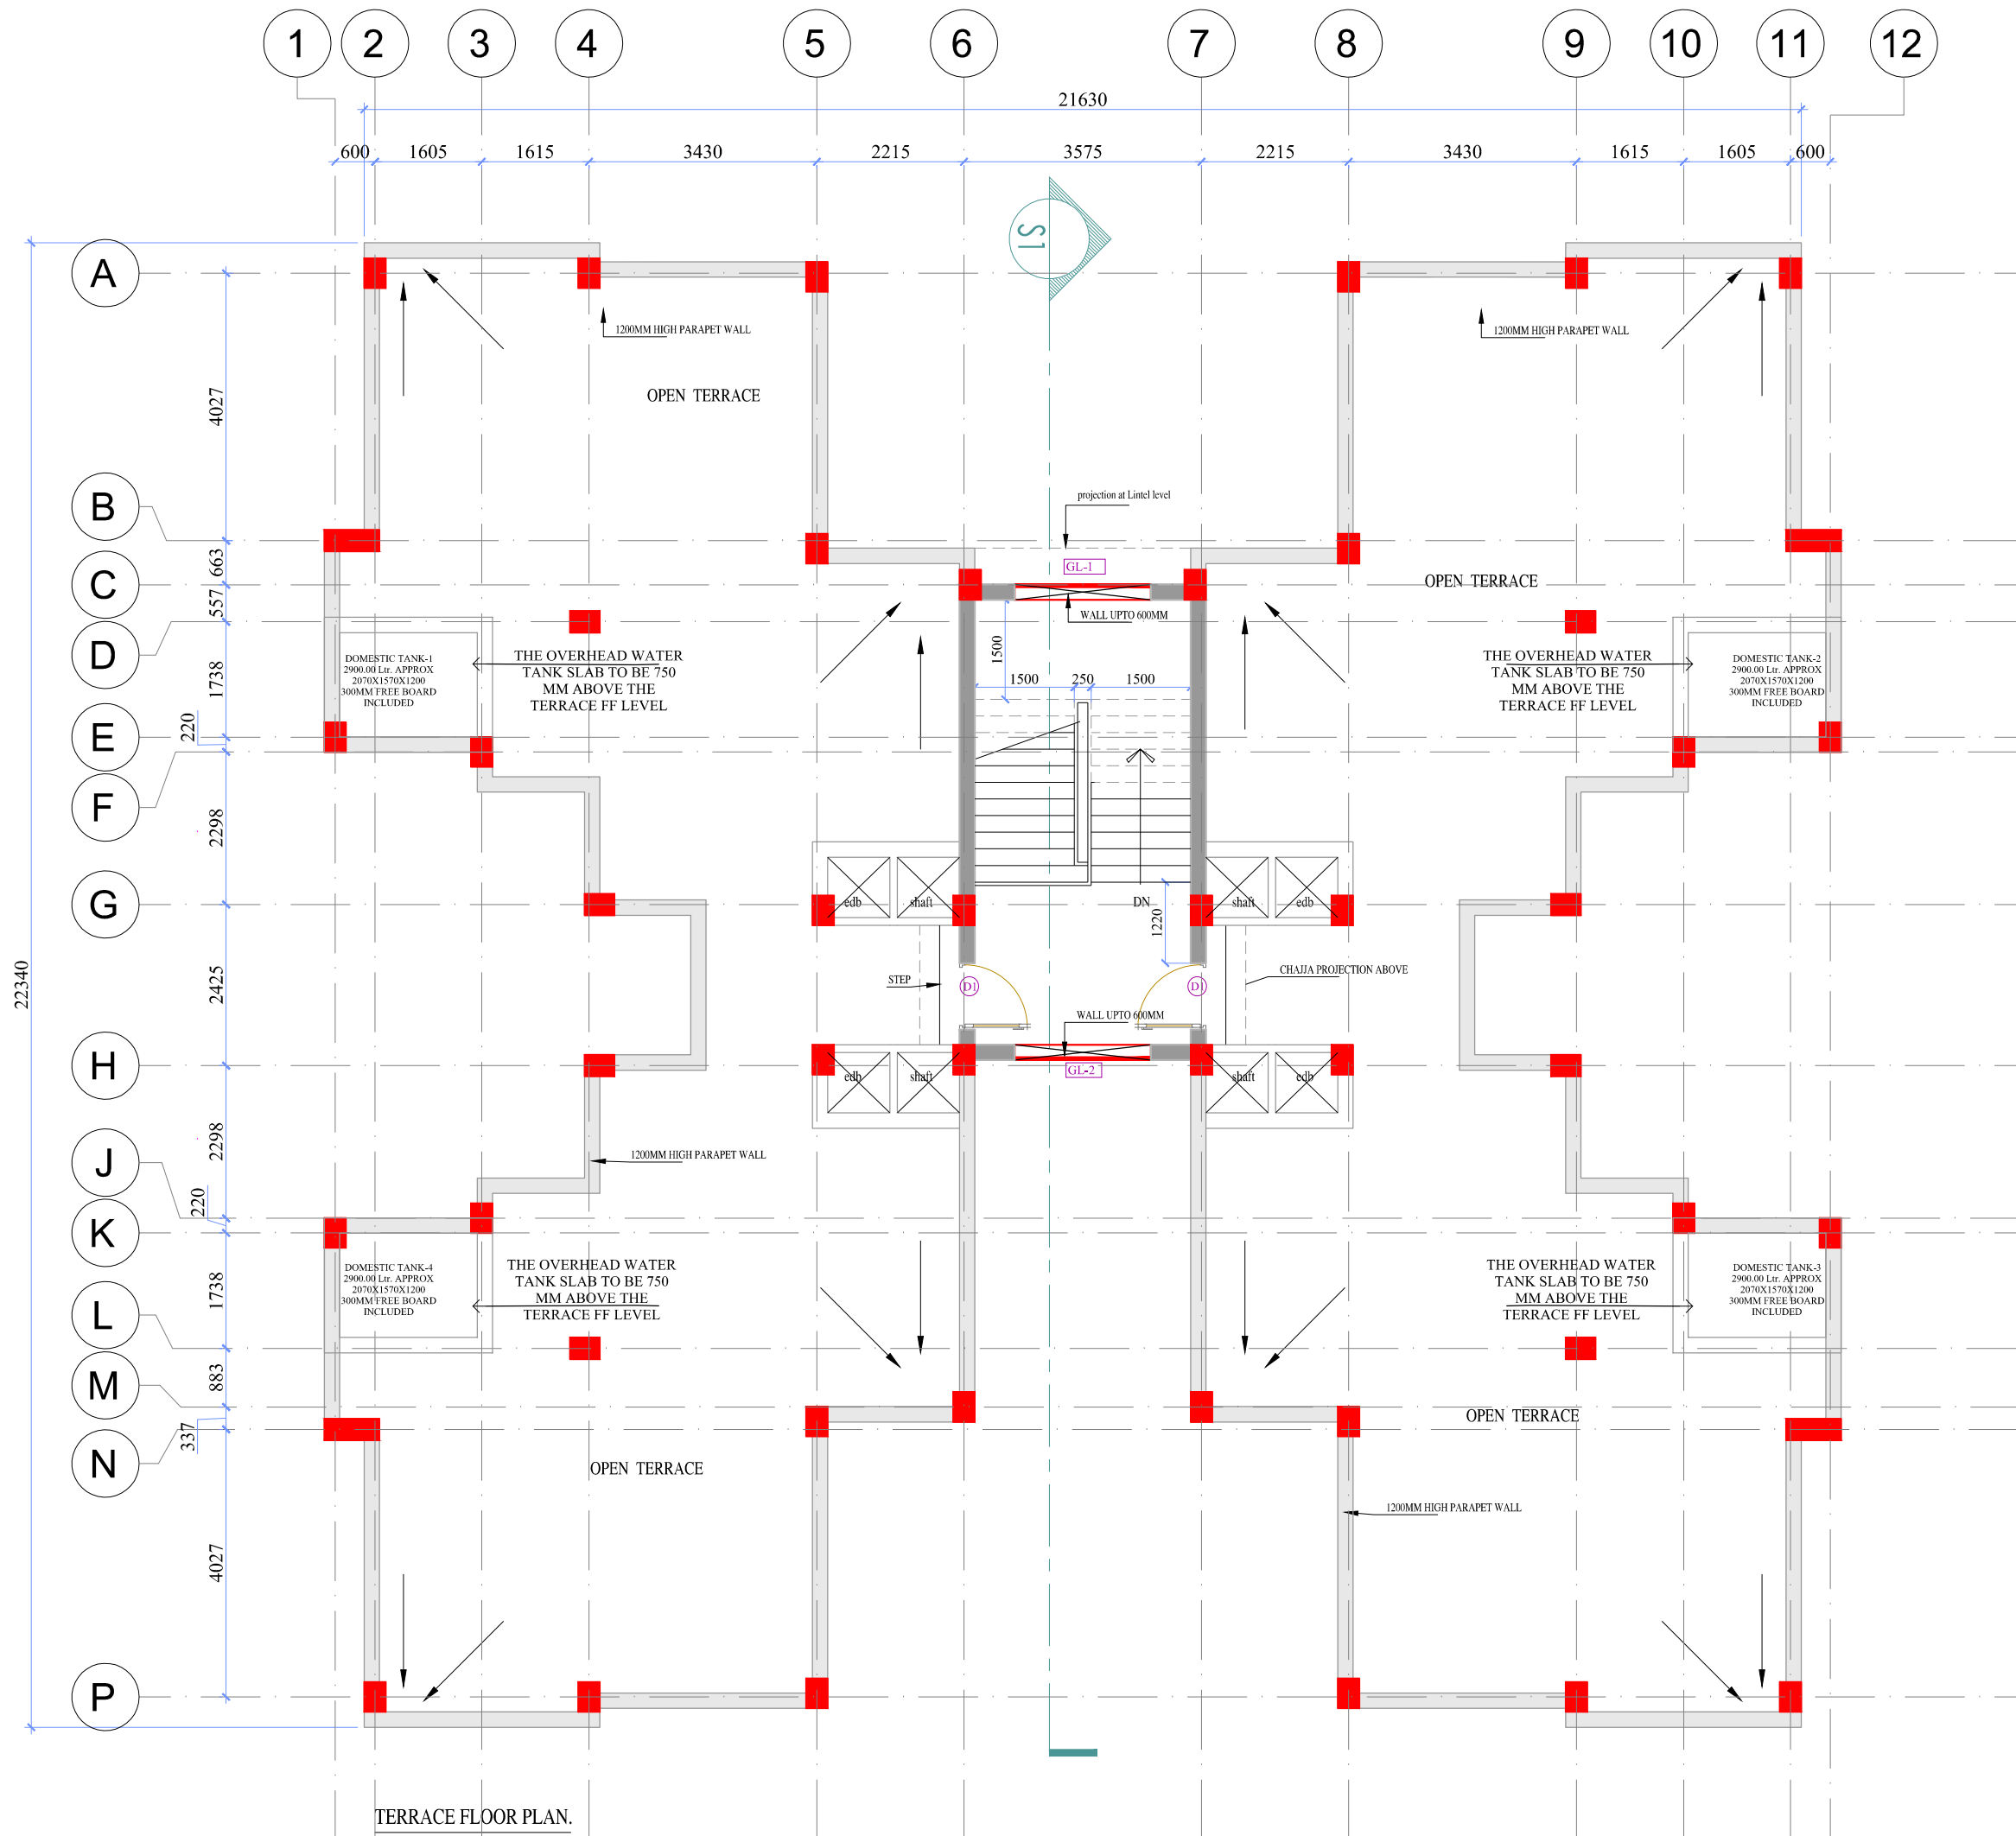 1 2 3 4 5 6 7 8 9 10 11 12
21630
600 1605 1615 3430 2215 3575 2215 3430 1615 1605 600
S1
A
B
C
D
E
F
G
H
J
K
L
M
N
P
22340
4027
663
557
1738
220
2298
2425
2298
220
1738
883
337
4027
1200MM HIGH PARAPET WALL
1200MM HIGH PARAPET WALL
OPEN TERRACE
projection at Lintel level
GL-1
OPEN TERRACE
WALL UPTO 600MM
1500
1500 250 1500
DOMESTIC TANK-1
2900.00 Ltr. APPROX
2070X1570X1200
300MM FREE BOARD
INCLUDED
THE OVERHEAD WATER
TANK SLAB TO BE 750
MM ABOVE THE
TERRACE FF LEVEL
THE OVERHEAD WATER
TANK SLAB TO BE 750
MM ABOVE THE
TERRACE FF LEVEL
DOMESTIC TANK-2
2900.00 Ltr. APPROX
2070X1570X1200
300MM FREE BOARD
INCLUDED
edb shaft DN shaft edb
1220
STEP
D1
D1
CHAJJA PROJECTION ABOVE
WALL UPTO 600MM
GL-2
edb shaft shaft edb
1200MM HIGH PARAPET WALL
DOMESTIC TANK-4
2900.00 Ltr. APPROX
2070X1570X1200
300MM FREE BOARD
INCLUDED
THE OVERHEAD WATER
TANK SLAB TO BE 750
MM ABOVE THE
TERRACE FF LEVEL
THE OVERHEAD WATER
TANK SLAB TO BE 750
MM ABOVE THE
TERRACE FF LEVEL
DOMESTIC TANK-3
2900.00 Ltr. APPROX
2070X1570X1200
300MM FREE BOARD
INCLUDED
OPEN TERRACE
OPEN TERRACE
1200MM HIGH PARAPET WALL
TERRACE FLOOR PLAN.